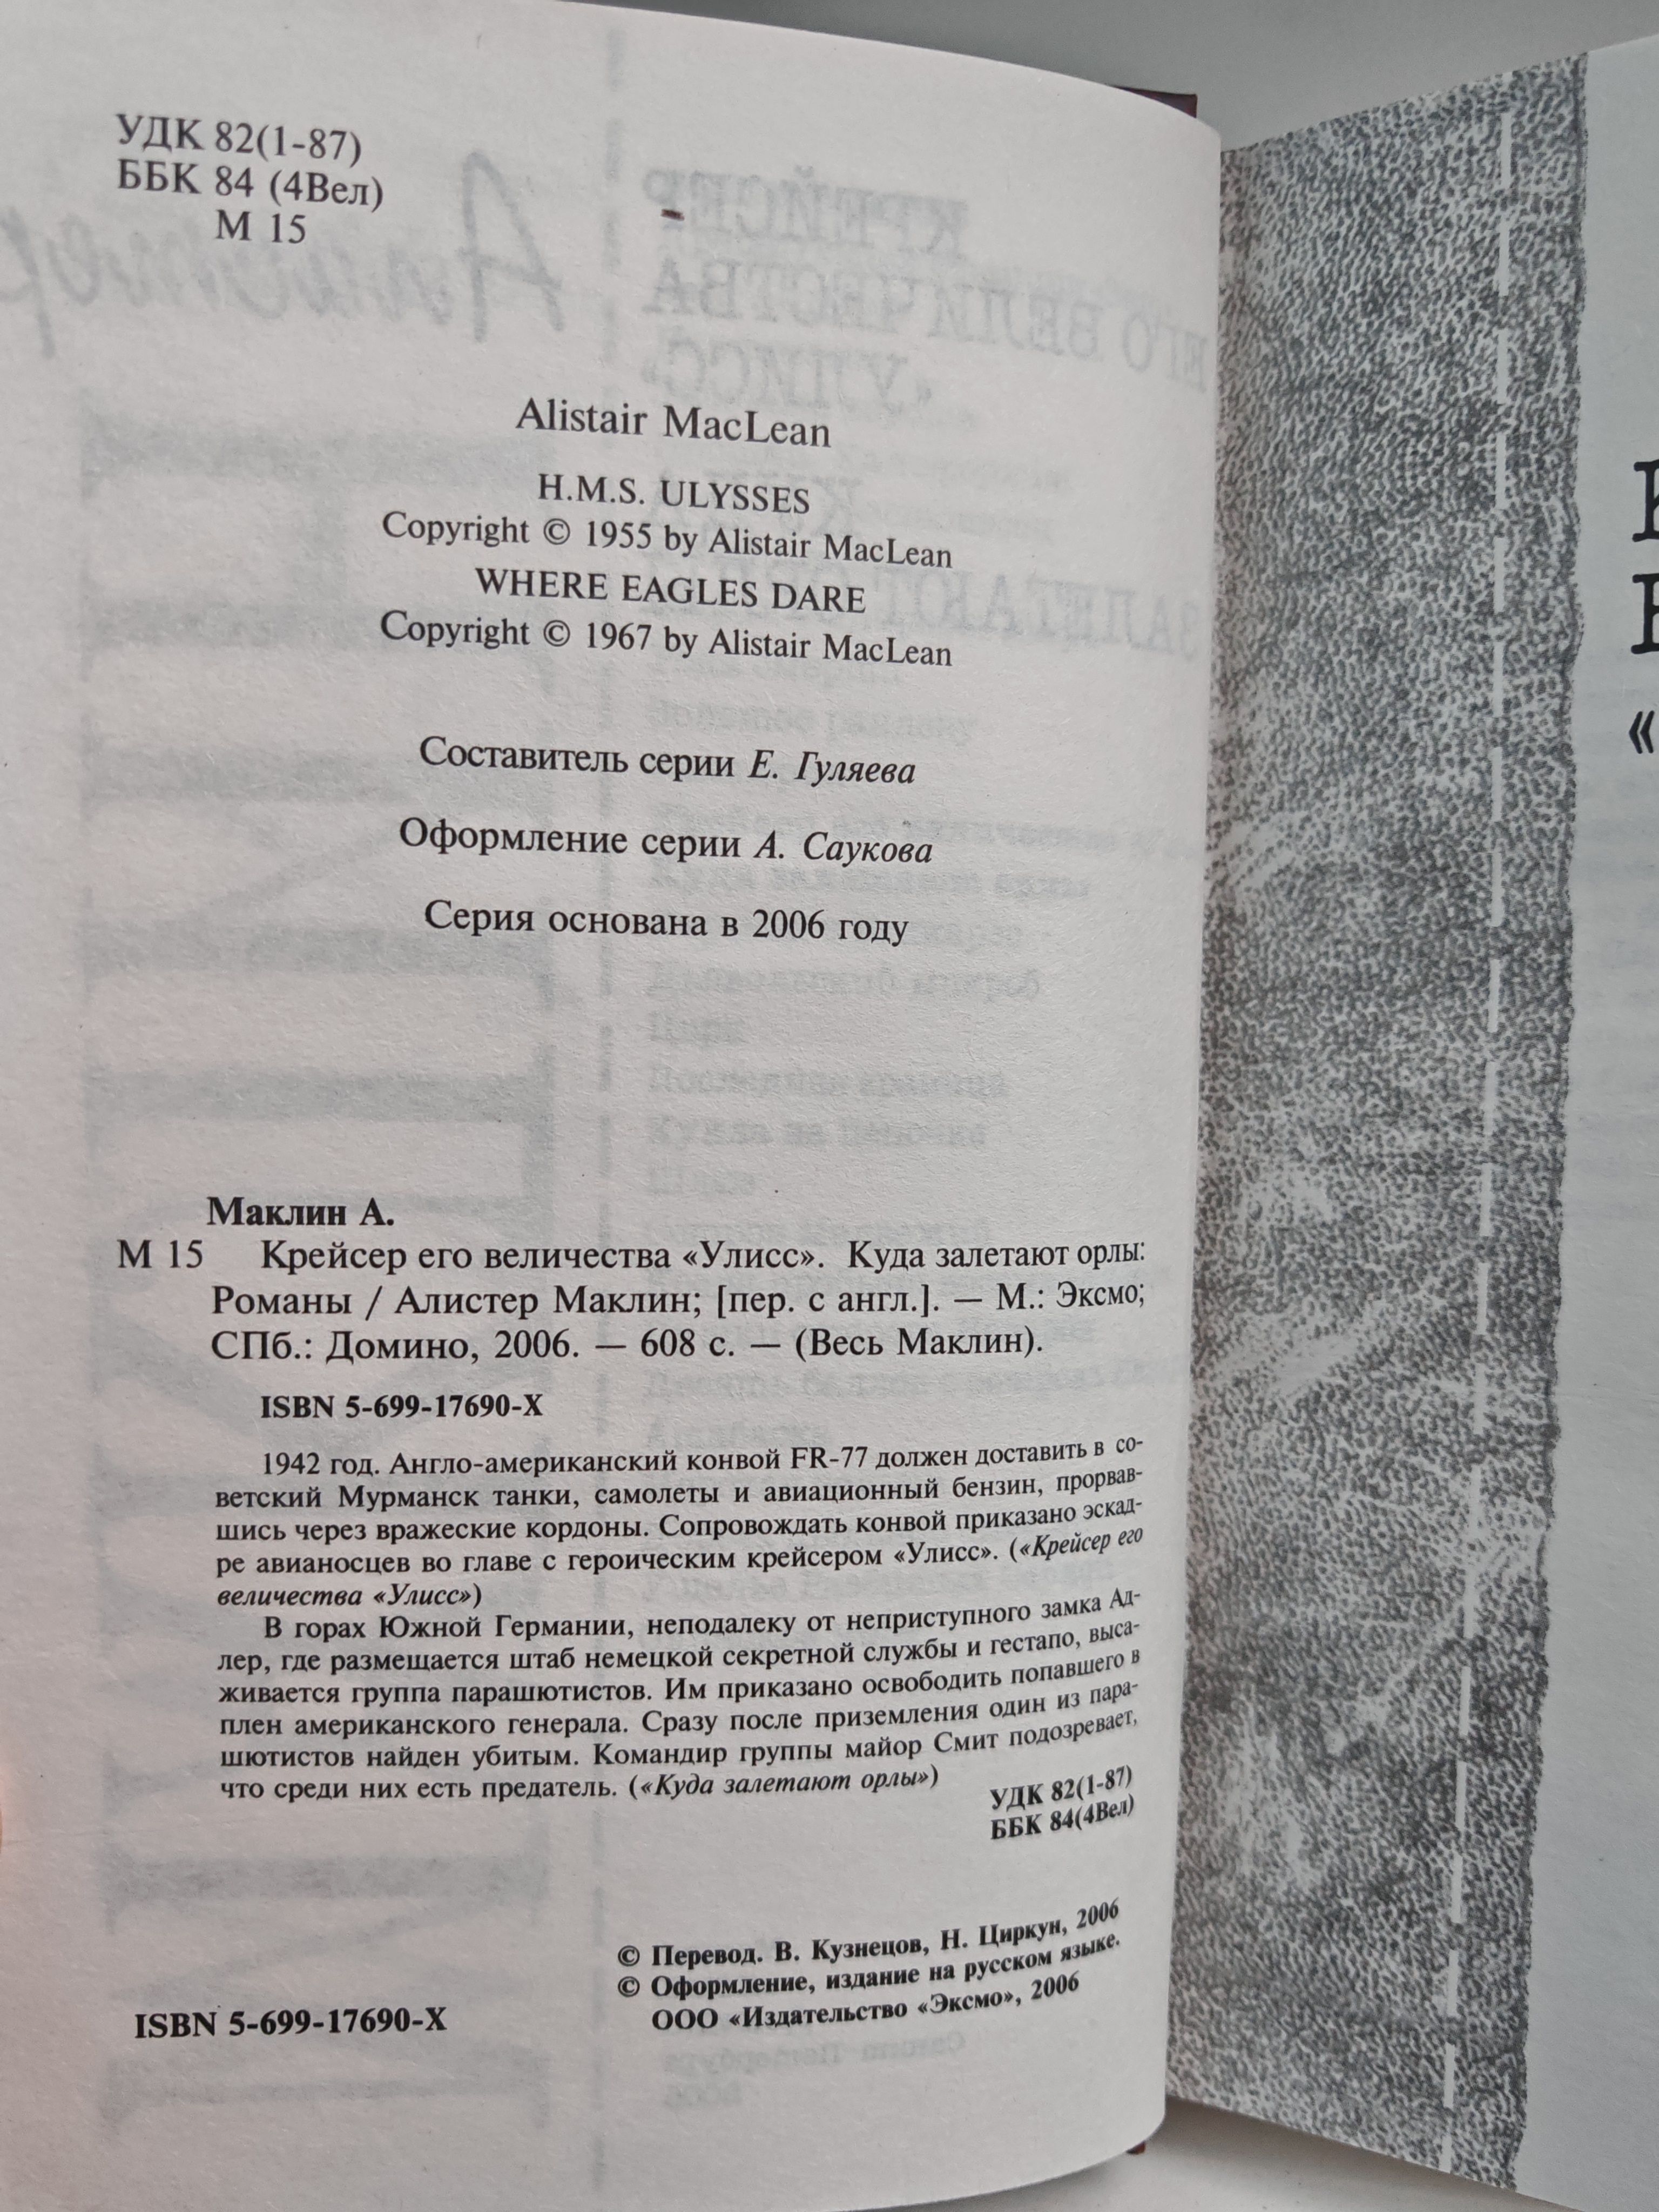 УДК 82(1-87)
ББК 84 (4Вел)
М 15
Alistair MacLean
H.M.S. ULYSSES
Copyright © 1955 by Alistair MacLean
WHERE EAGLES DARE
Copyright © 1967 by Alistair MacLean
Составитель серии Е. Гуляева
Оформление серии А. Саукова
Серия основана в 2006 году
Маклин А.
М 15 Крейсер его величества «Улисс». Куда залетают орлы:
Романы / Алистер Маклин; [пер. с англ.]. — М.: Эксмо;
СПб.: Домино, 2006. — 608 с. — (Весь Маклин).
ISBN 5-699-17690-X
1942 год. Англо-американский конвой FR-77 должен доставить в со-
ветский Мурманск танки, самолеты и авиационный бензин, прорвав-
шись через вражеские кордоны. Сопровождать конвой приказано эскад-
ре авианосцев во главе с героическим крейсером «Улисс». («Крейсер его
величества «Улисс»)
В горах Южной Германии, неподалеку от неприступного замка Ад-
лер, где размещается штаб немецкой секретной службы и гестапо, выса-
живается группа парашютистов. Им приказано освободить попавшего в
плен американского генерала. Сразу после приземления один из пара-
шютистов найден убитым. Командир группы майор Смит подозревает,
что среди них есть предатель. («Куда залетают орлы»)
УДК 82(1-87)
ББК 84(4Вел)
© Перевод. В. Кузнецов, Н. Циркун, 2006
© Оформление, издание на русском языке.
ООО «Издательство «Эксмо», 2006
ISBN 5-699-17690-X